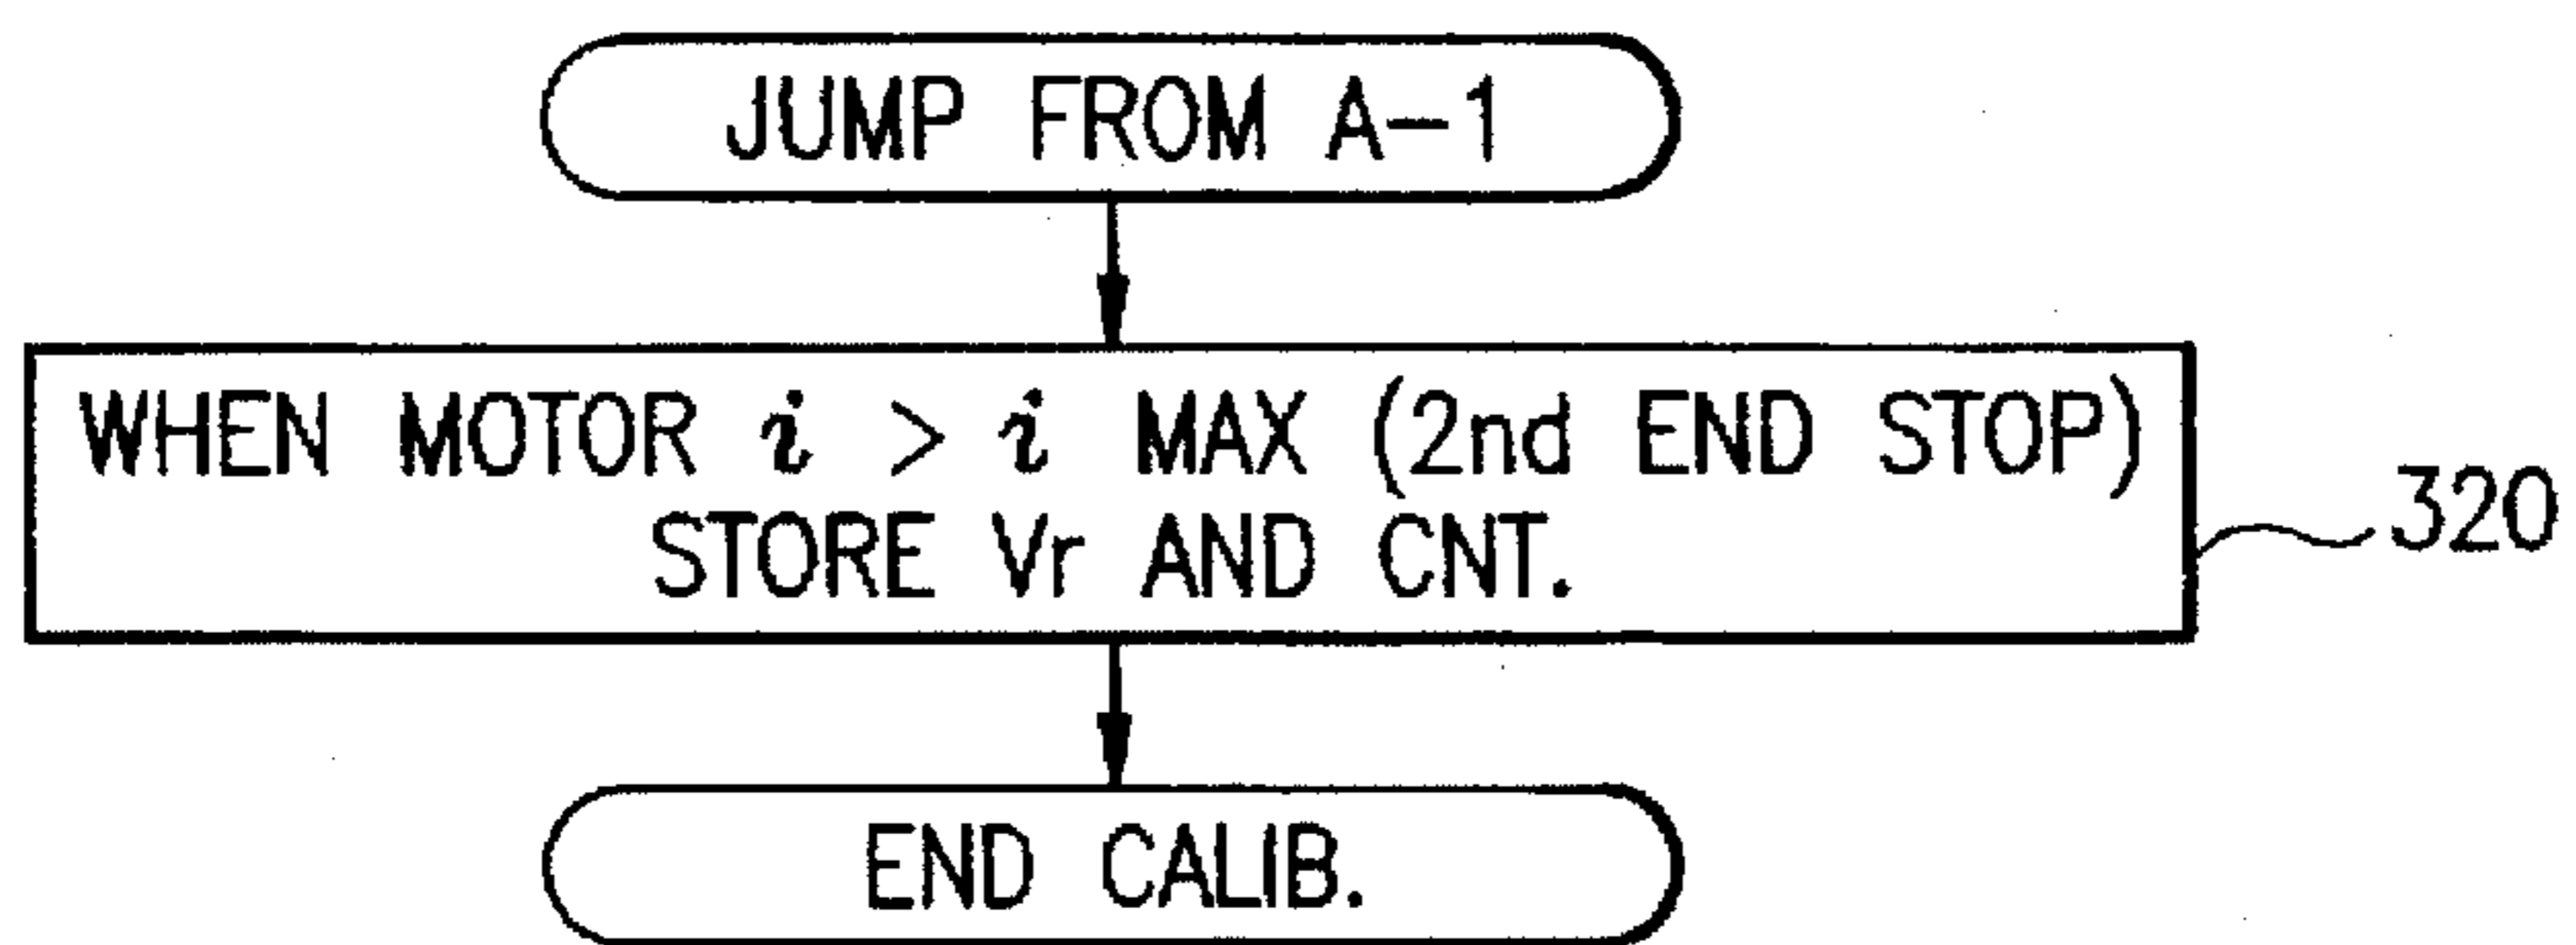 JUMP FROM A-1
WHEN MOTOR i > i MAX (2nd END STOP)
STORE Vr AND CNT.
320
END CALIB.